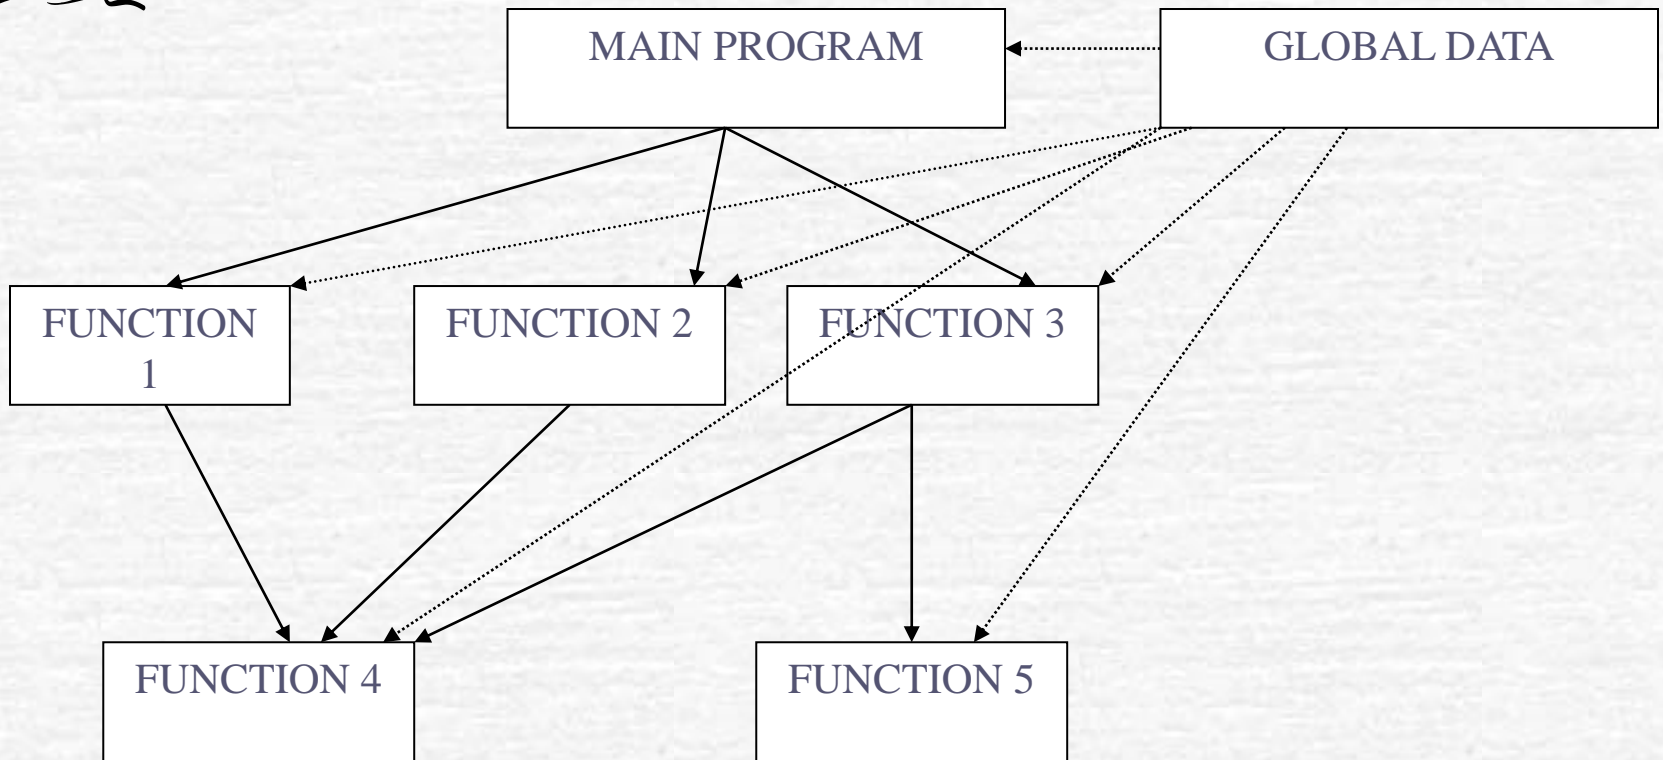 MAIN PROGRAM
GLOBAL DATA
FUNCTION
1
FUNCTION 2
FUNCTION 3
FUNCTION 4
FUNCTION 5